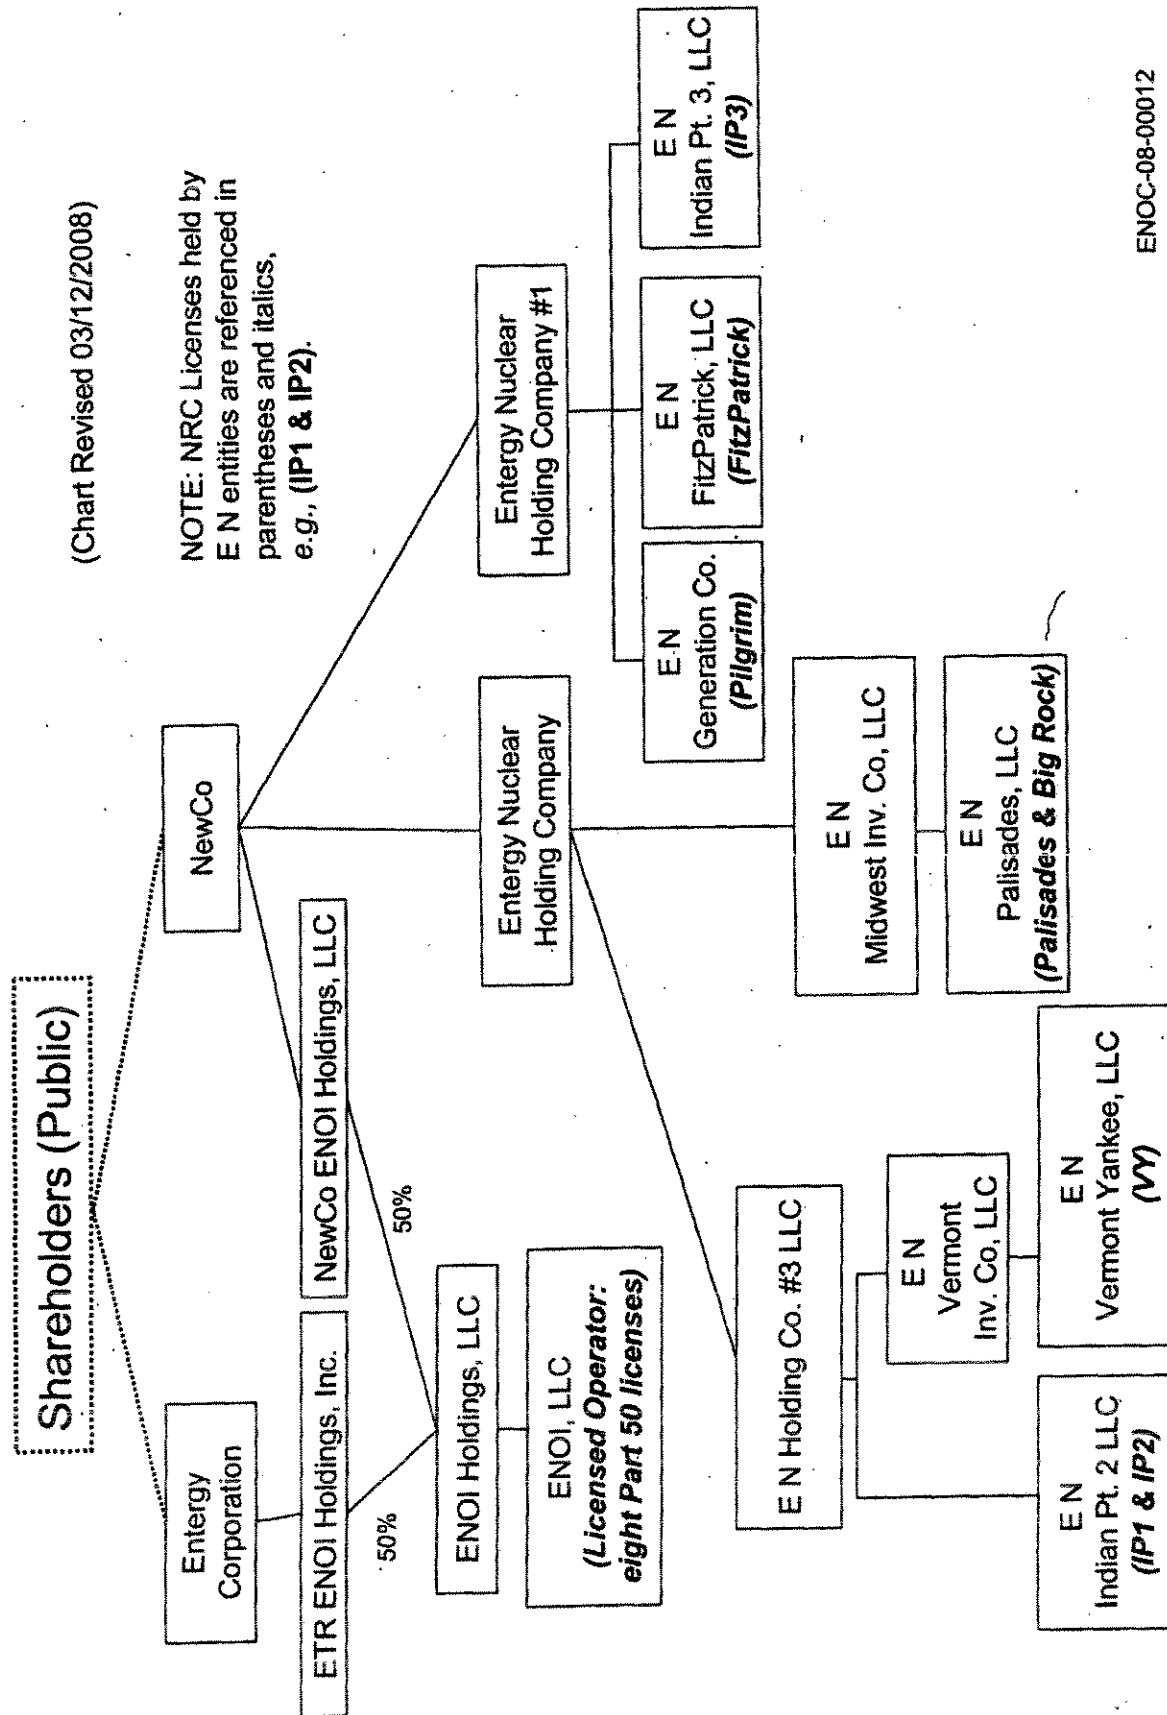 (Chart Revised 03/12/2008)
Shareholders (Public)
NOTE: NRC Licenses held by
E N entities are referenced in
parentheses and italics,
e.g., (IP1 & IP2).
Entergy
Corporation
NewCo
ETR ENOI Holdings, Inc.
NewCo ENOI Holdings, LLC
50%
50%
ENOI Holdings, LLC
ENOI, LLC
(Licensed Operator:
eight Part 50 licenses)
Entergy Nuclear
Holding Company
Entergy Nuclear
Holding Company #1
E N
Generation Co.
(Pilgrim)
E N
FitzPatrick, LLC
(FitzPatrick)
E N
Indian Pt. 3, LLC
(IP3)
E N Holding Co. #3 LLC
E N
Midwest Inv. Co, LLC
E N
Vermont
Inv. Co, LLC
E N
Palisades, LLC
(Palisades & Big Rock)
E N
Indian Pt. 2 LLC
(IP1 & IP2)
E N
Vermont Yankee, LLC
(VY)
ENOC-08-00012